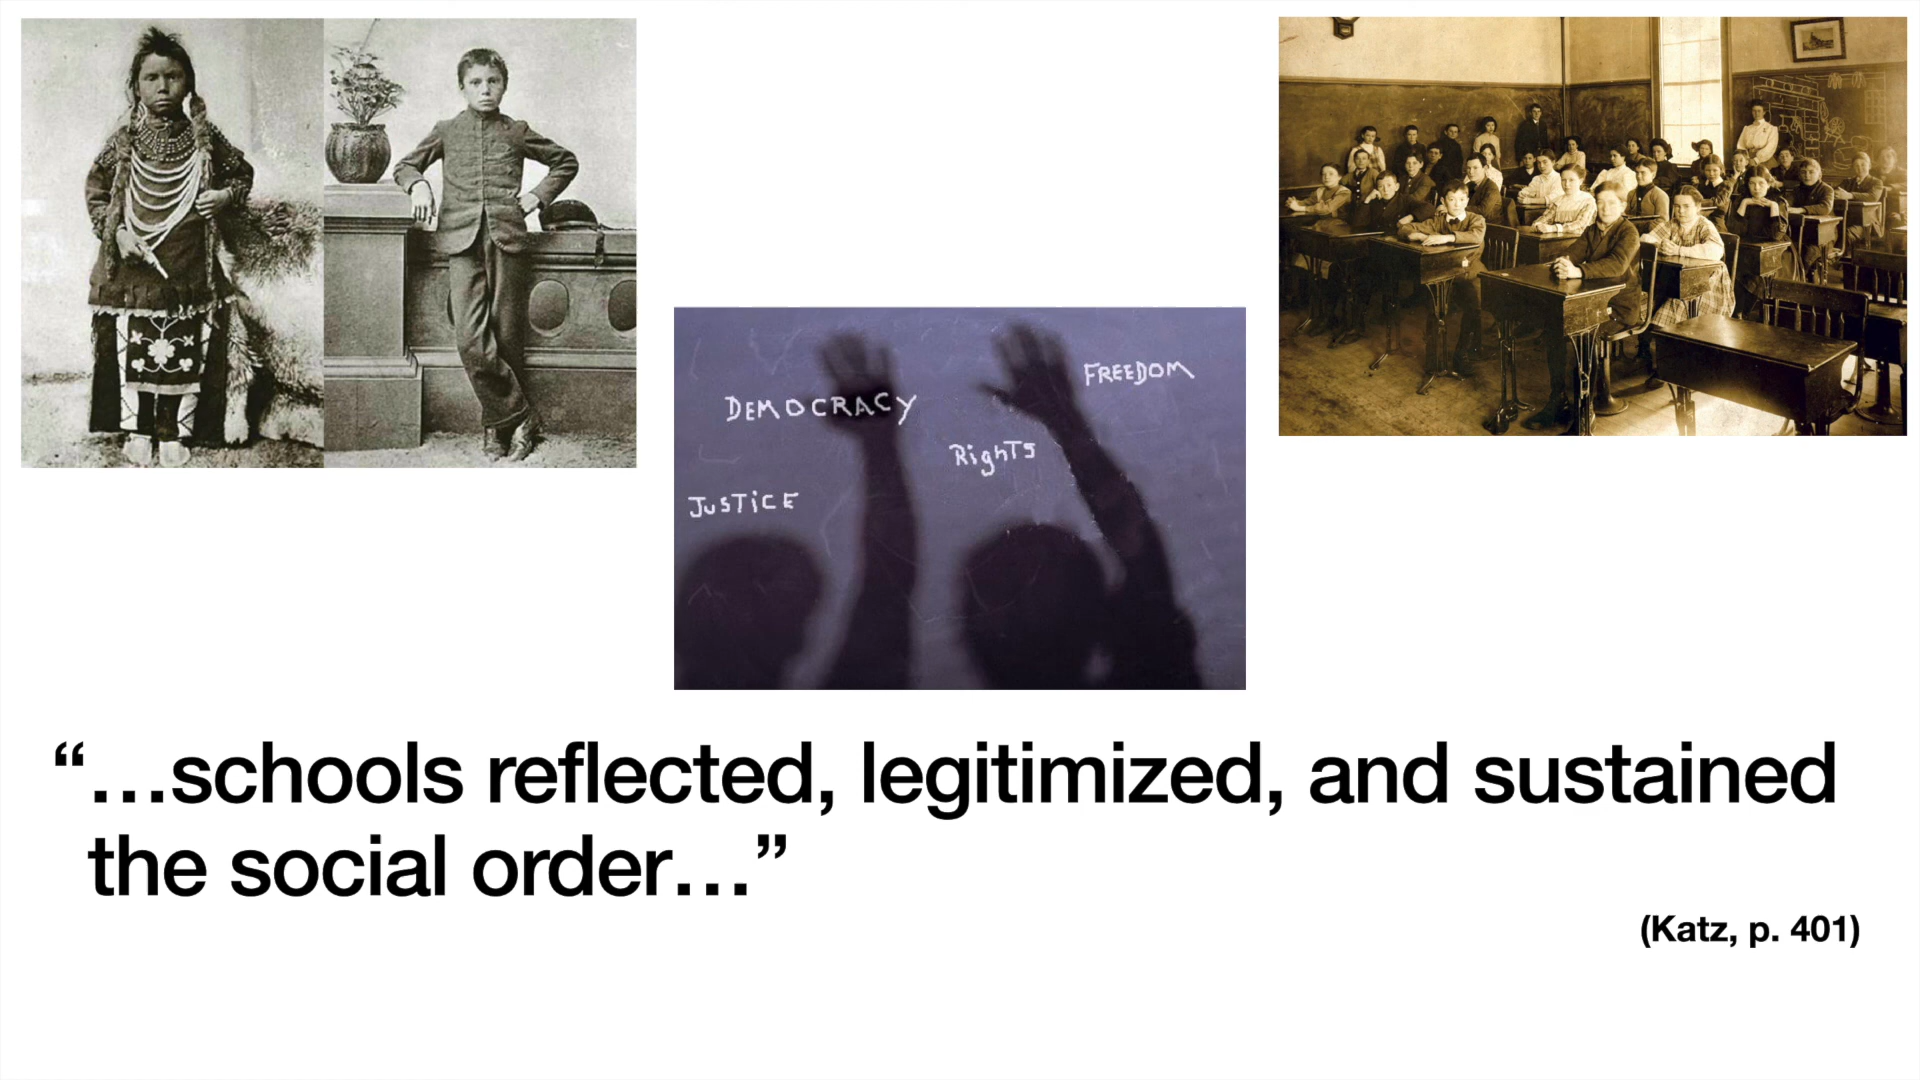 DEMOCRACY
FREEDOM
RighTS
JUSTiCE
“…schools reflected, legitimized, and sustained
the social order…”
(Katz, p. 401)